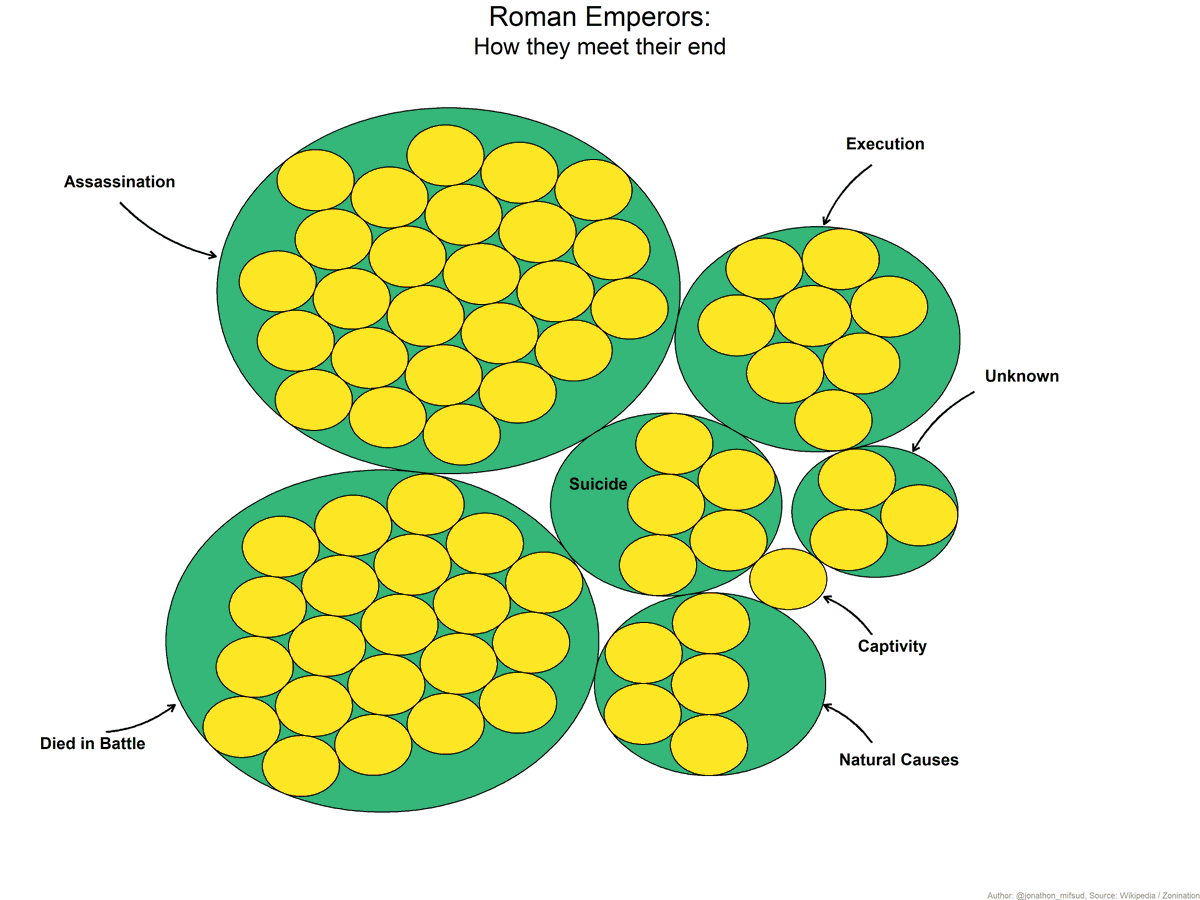 Roman Emperors:
How they meet their end
Execution
Assassination
Unknown
Suicide
Captivity
Died in Battle
Natural Causes
Author: @jonathon_mifsud, Source: Wikipedia / Zonination